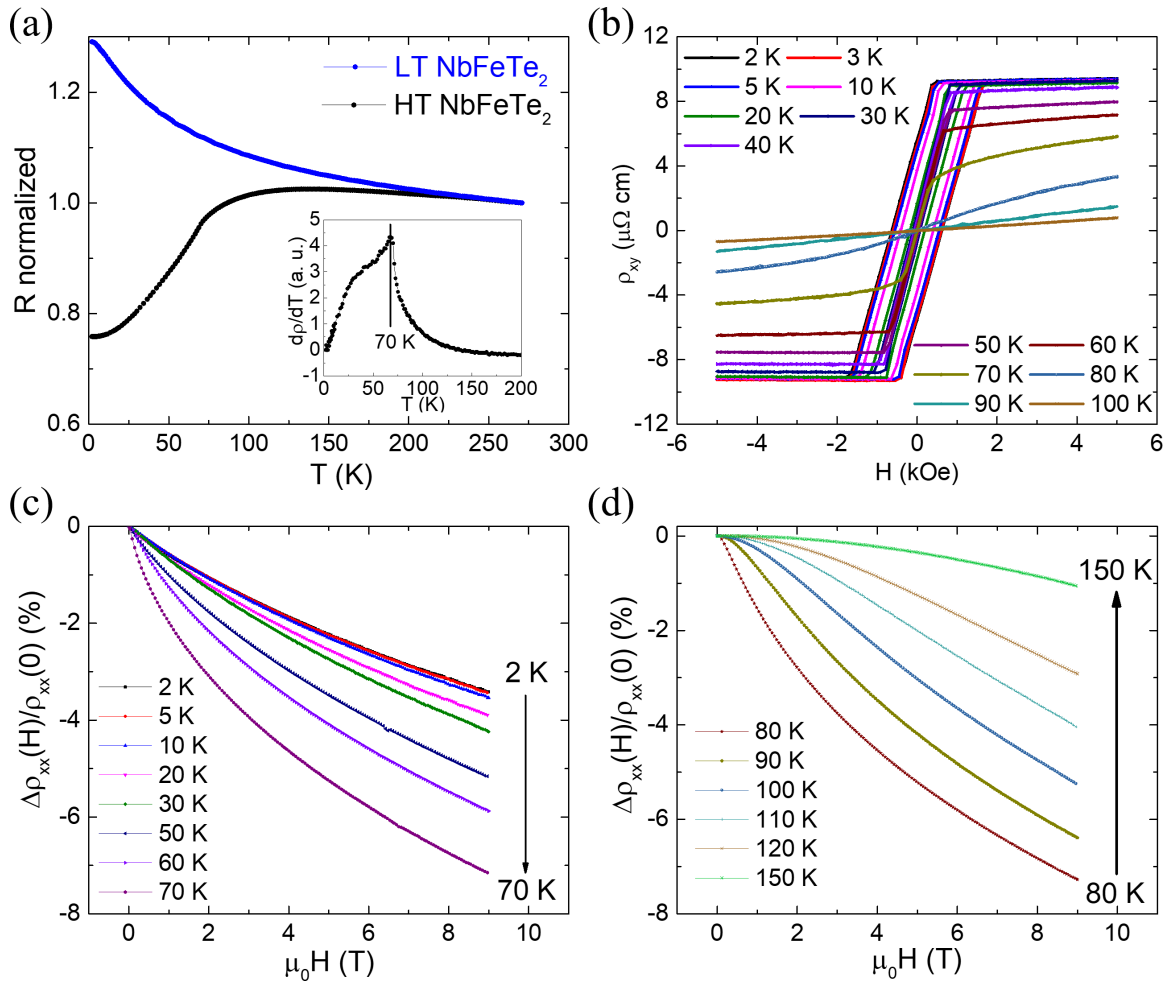 (a)
1.2
1.0
0.8
0.6
R normalized
LT NbFeTe2
HT NbFeTe2
5
4
3
2
1
0
-1
dρ/dT (a. u.)
70 K
0 50 100 150 200
T (K)
0 50 100 150 200 250 300
T (K)
(b)
12
8
4
0
-4
-8
-12
ρxy (μΩ cm)
2 K 3 K
5 K 10 K
20 K 30 K
40 K
50 K 60 K
70 K 80 K
90 K 100 K
-6 -4 -2 0 2 4 6
H (kOe)
(c)
0
-2
-4
-6
-8
Δρxx(H)/ρxx(0) (%)
2 K
5 K
10 K
20 K
30 K
50 K
60 K
70 K
2 K
70 K
0 2 4 6 8 10
μ0H (T)
(d)
0
-2
-4
-6
-8
Δρxx(H)/ρxx(0) (%)
80 K
90 K
100 K
110 K
120 K
150 K
150 K
80 K
0 2 4 6 8 10
μ0H (T)